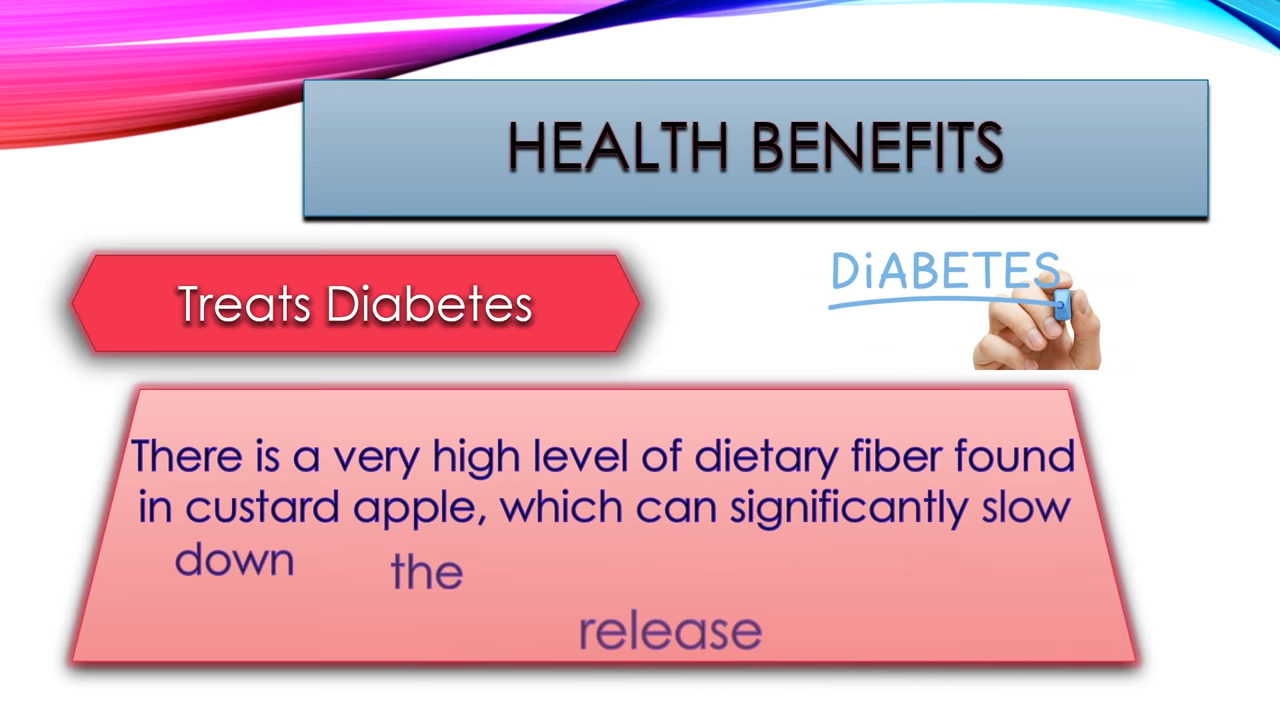 HEALTH BENEFITS
Treats Diabetes
DiABETES
There is a very high level of dietary fiber found
in custard apple, which can significantly slow
down the
release